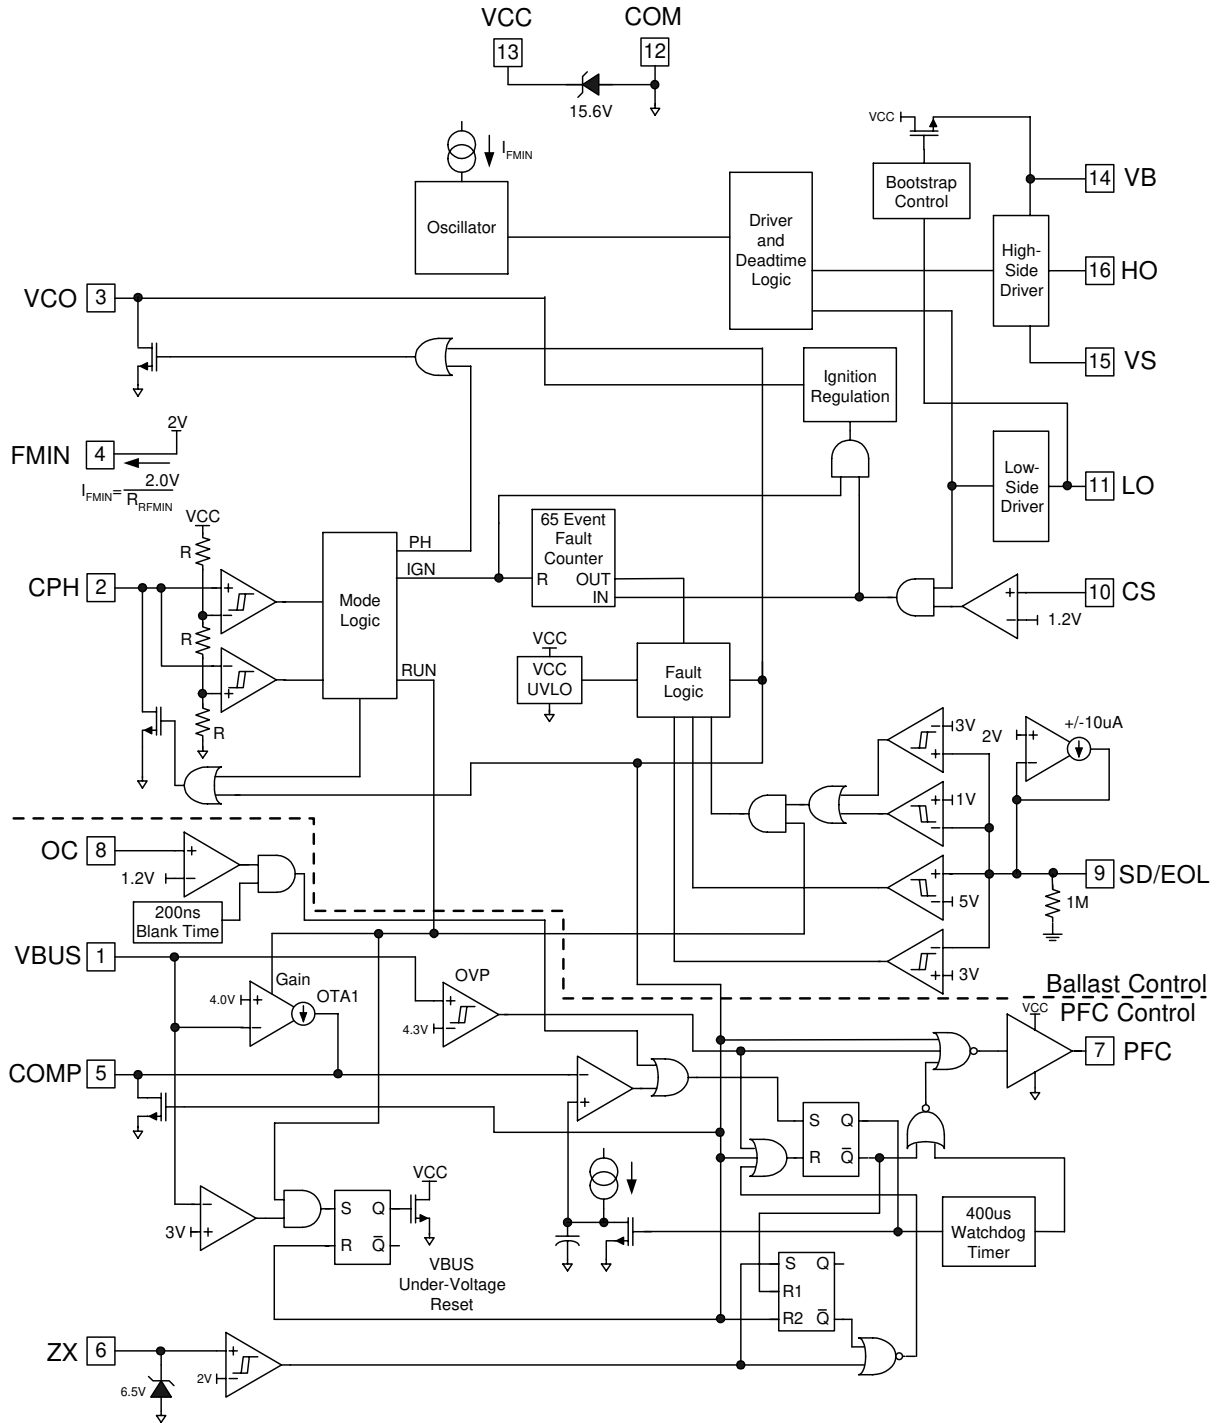 VCC
COM
13
12
15.6V
I_FMIN
Oscillator
Driver
and
Deadtime
Logic
VCC
Bootstrap
Control
14 VB
High-
Side
Driver
16 HO
15 VS
VCO 3
Ignition
Regulation
FMIN 4
2V
I_FMIN = 2.0V
R_RFMIN
Low-
Side
Driver
11 LO
VCC
R
R
R
CPH 2
+
−
−
+
Mode
Logic
PH
IGN
RUN
65 Event
Fault
Counter
R
OUT
IN
+
−
1.2V
10 CS
VCC
VCC
UVLO
Fault
Logic
−
3V
+
+
1V
−
+
−
5V
−
+
3V
2V
+
−
+/-10uA
9 SD/EOL
1M
OC 8
+
−
1.2V
200ns
Blank Time
Ballast Control
PFC Control
VBUS 1
Gain
4.0V
+
−
OTA1
OVP
+
−
4.3V
COMP 5
−
+
VCC
7 PFC
S Q
R Q̅
−
+
3V
S Q
R Q̅
VCC
VBUS
Under-Voltage
Reset
400us
Watchdog
Timer
S Q
R1
R2 Q̅
ZX 6
6.5V
+
−
2V